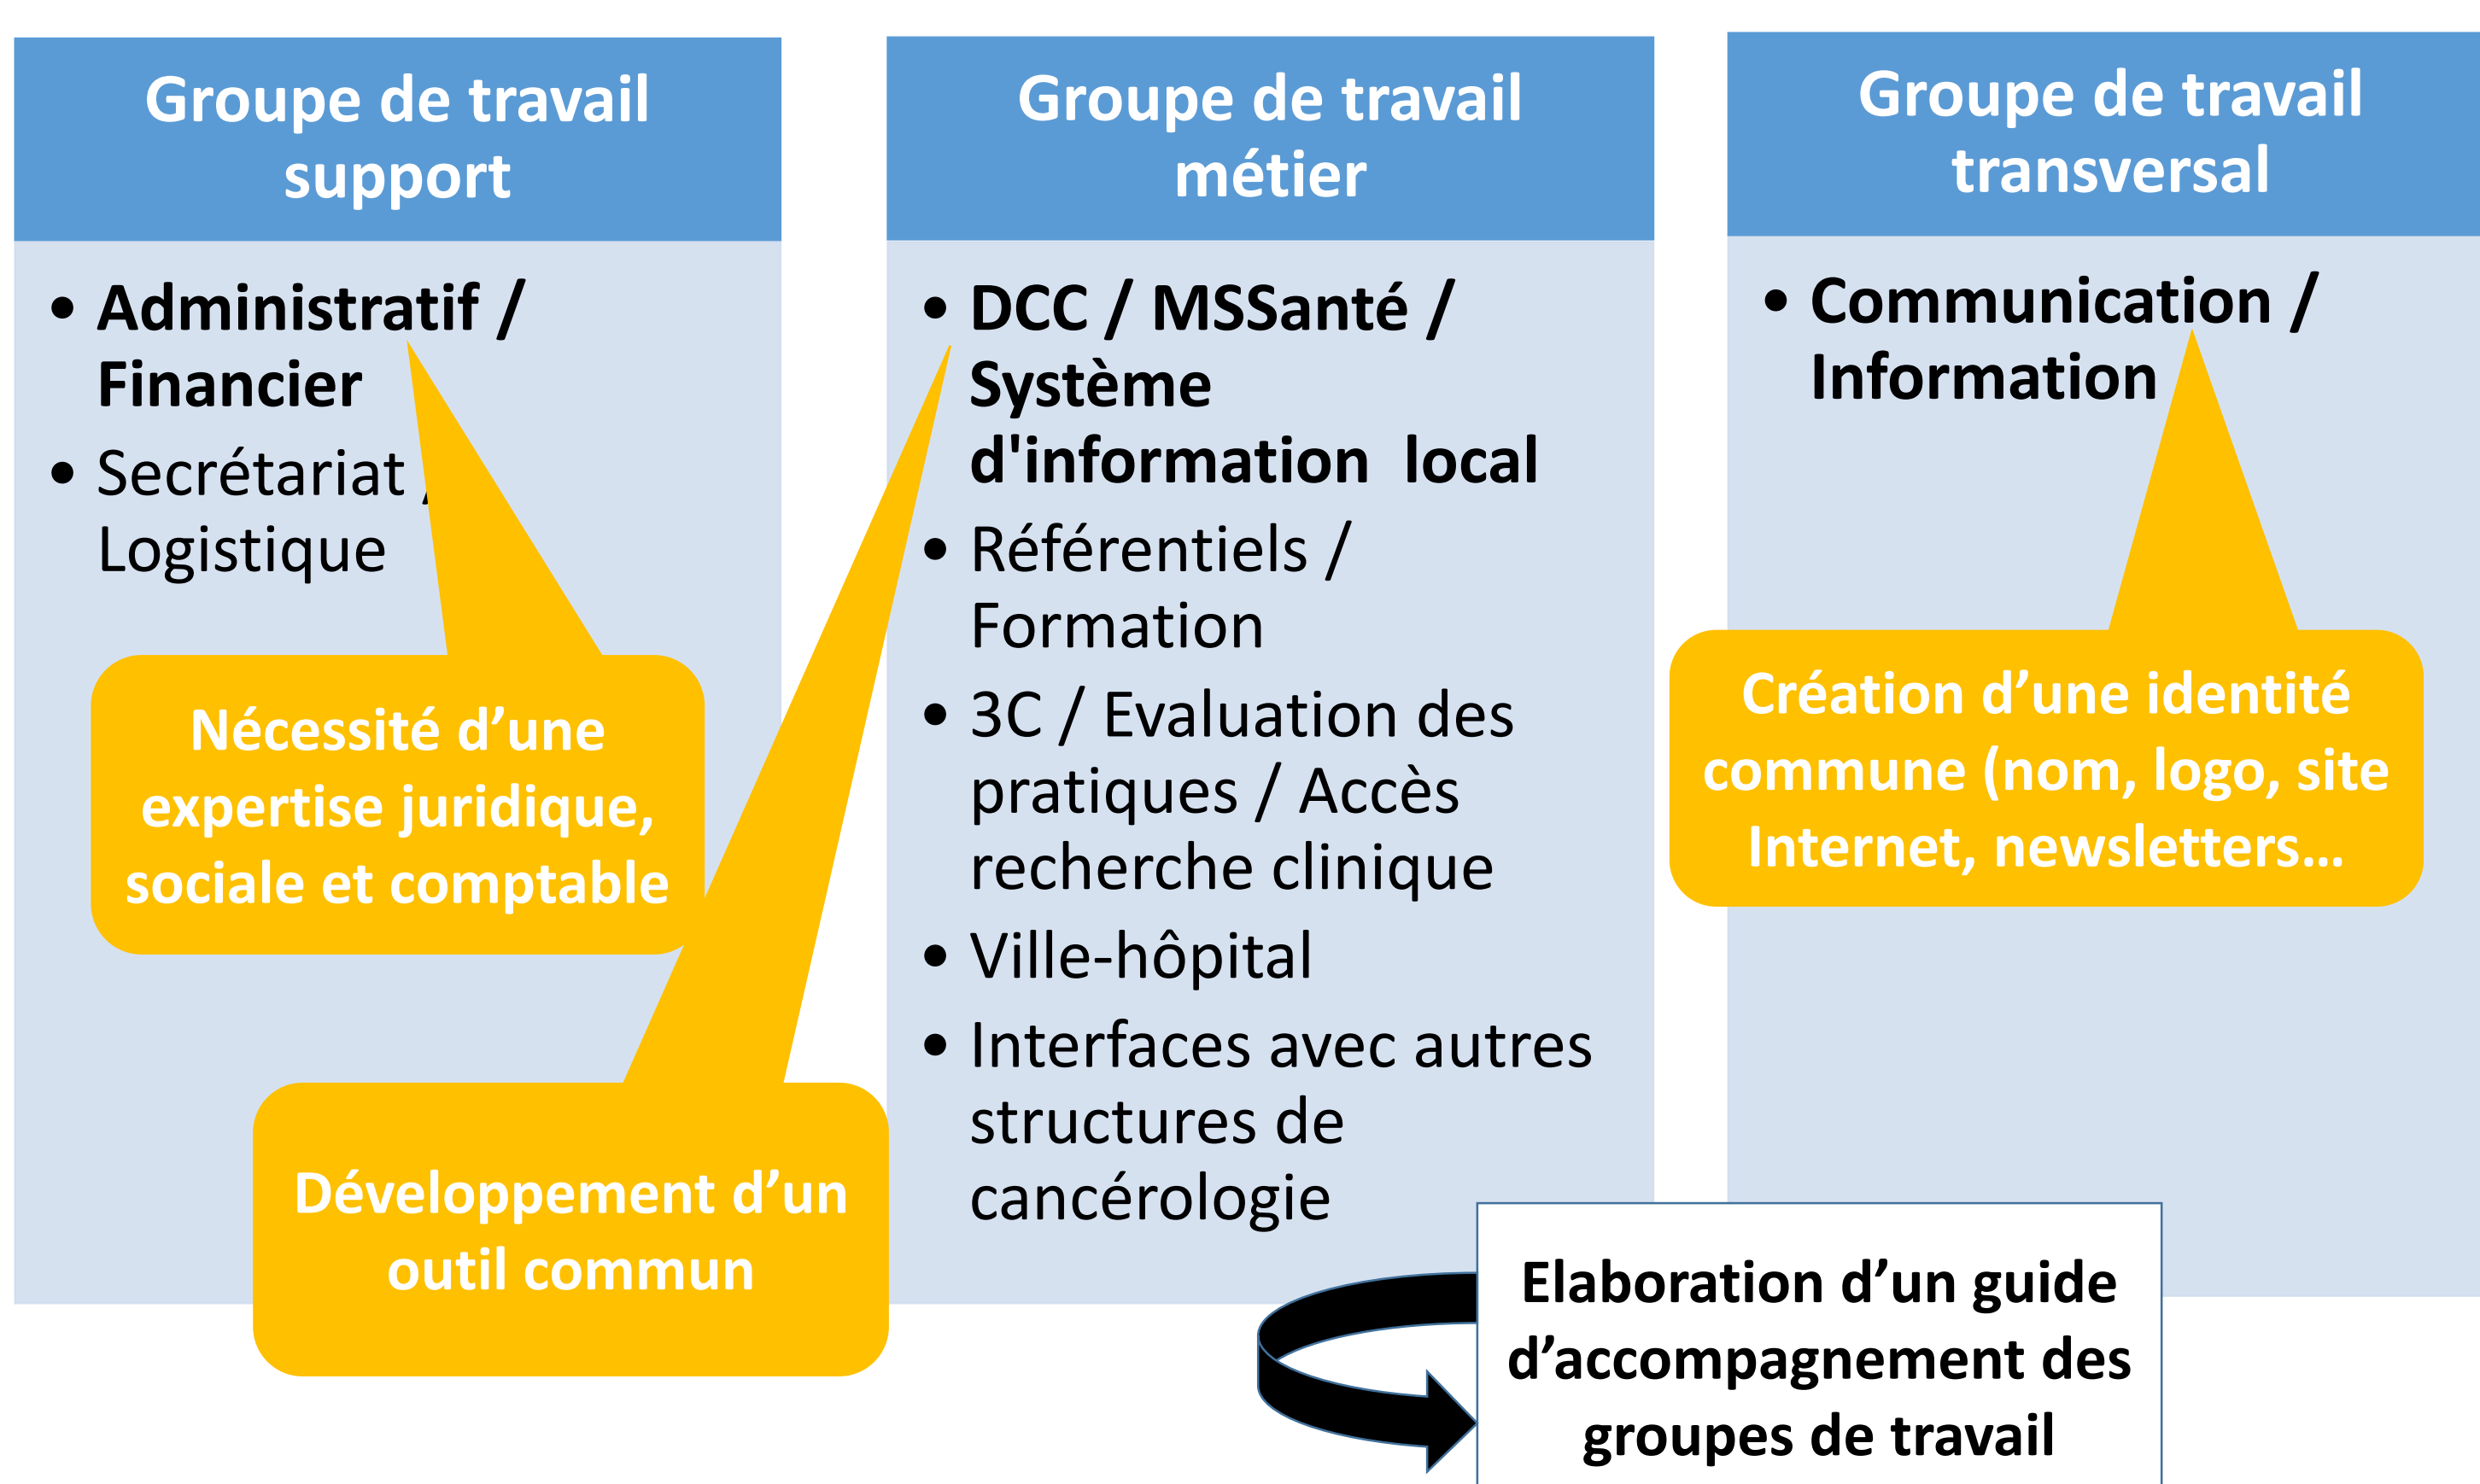 Groupe de travail
support
• Administratif /
Financier
• Secrétariat /
Logistique
Nécessité d’une
expertise juridique,
sociale et comptable
Développement d’un
outil commun
Groupe de travail
métier
• DCC / MSSanté /
Système
d'information local
• Référentiels /
Formation
• 3C / Evaluation des
pratiques / Accès
recherche clinique
• Ville-hôpital
• Interfaces avec autres
structures de
cancérologie
Groupe de travail
transversal
• Communication /
Information
Création d’une identité
commune (nom, logo, site
Internet, newsletters…
Elaboration d’un guide
d’accompagnement des
groupes de travail